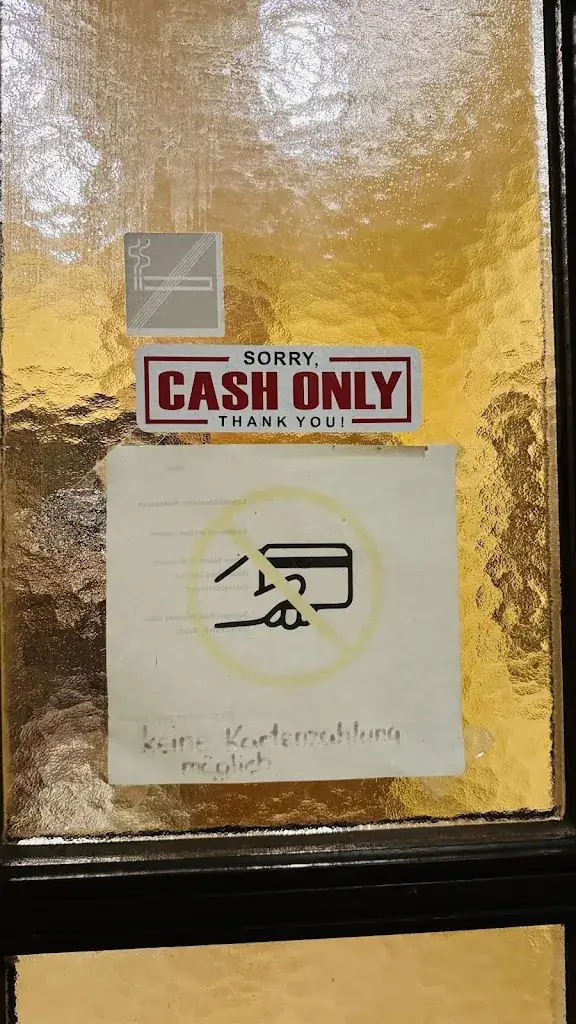 SORRY,
CASH ONLY
THANK YOU!
keine Kartenzahlung
möglich